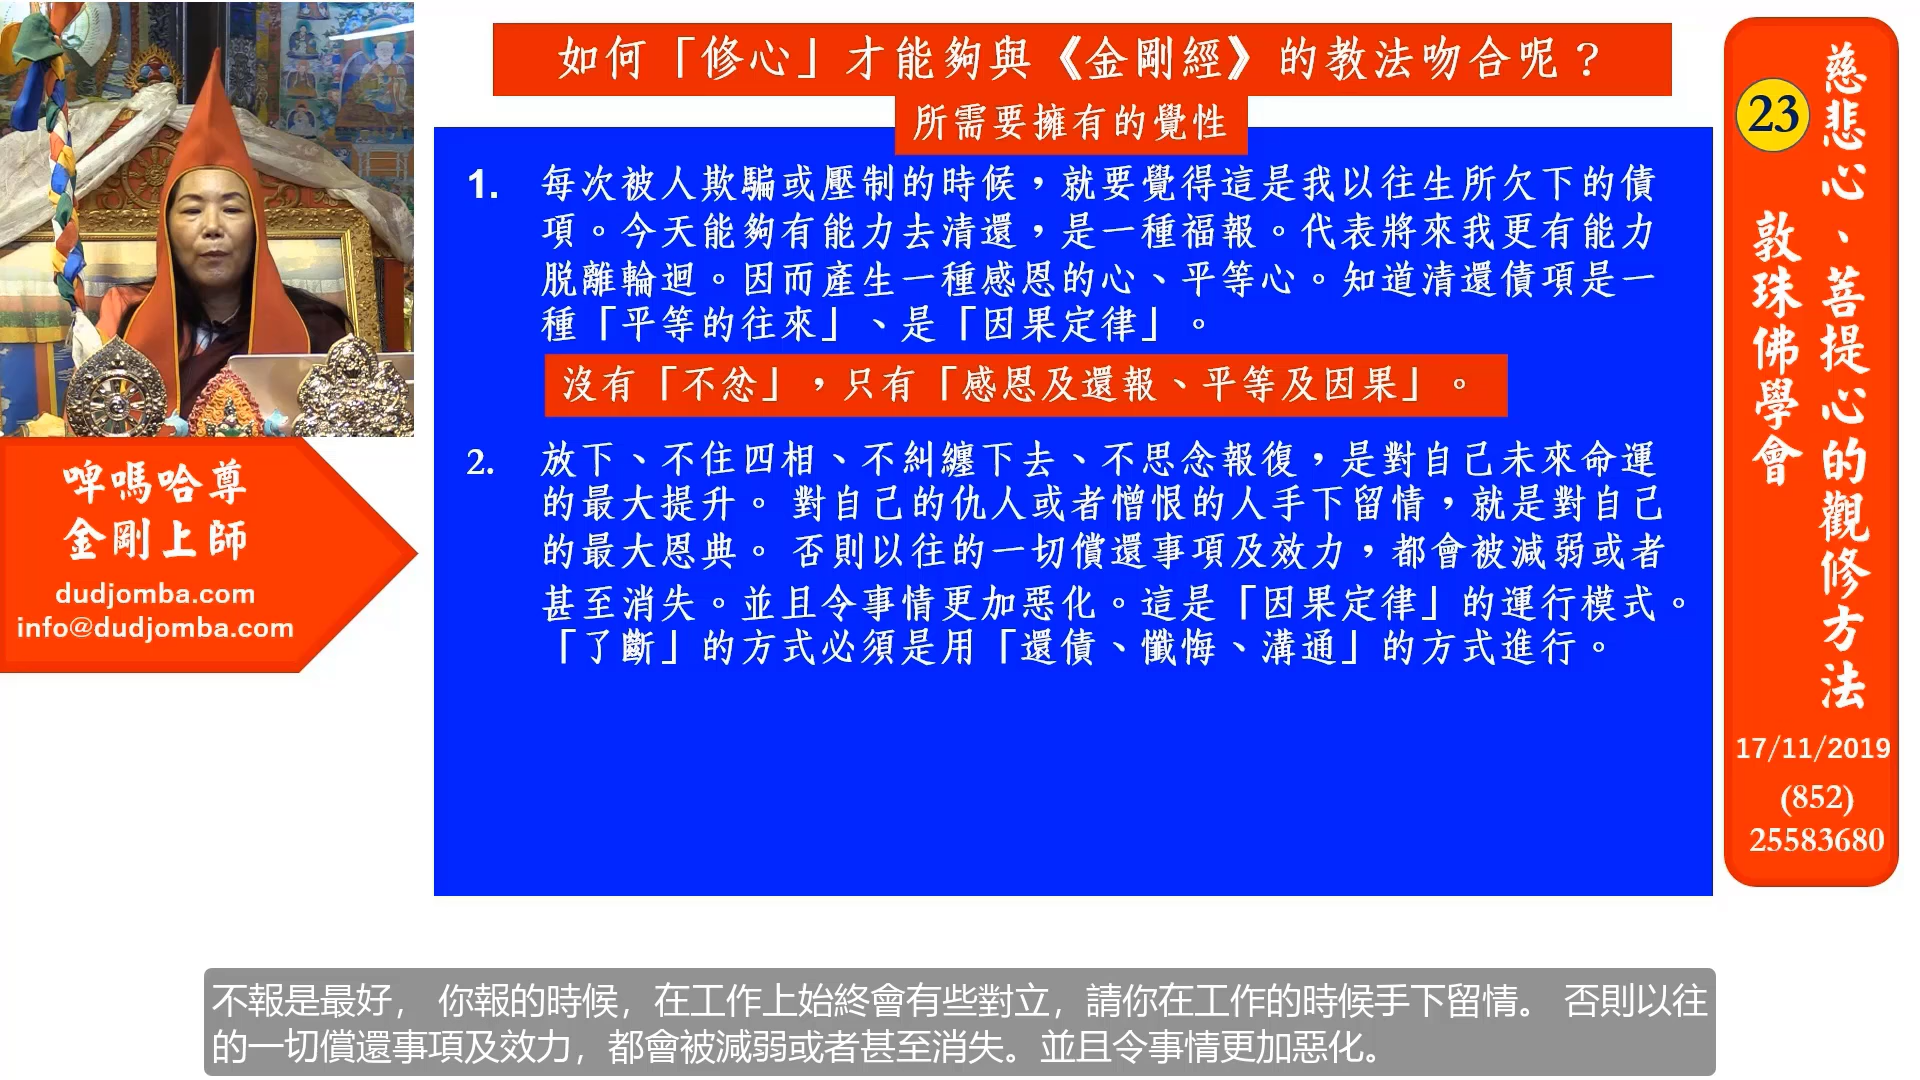 如何「修心」才能夠與《金剛經》的教法吻合呢？
所需要擁有的覺性
1. 每次被人欺騙或壓制的時候，就要覺得這是我以往生所欠下的債
項。今天能夠有能力去清還，是一種福報。代表將來我更有能力
脫離輪迴。因而產生一種感恩的心、平等心。知道清還債項是一
種「平等的往來」、是「因果定律」。
沒有「不忿」，只有「感恩及還報、平等及因果」。
2. 放下、不住四相、不糾纏下去、不思念報復，是對自己未來命運
的最大提升。 對自己的仇人或者憎恨的人手下留情，就是對自己
的最大恩典。 否則以往的一切償還事項及效力，都會被減弱或者
甚至消失。並且令事情更加惡化。這是「因果定律」的運行模式。
「了斷」的方式必須是用「還債、懺悔、溝通」的方式進行。
啤嗎哈尊
金剛上師
dudjomba.com
info@dudjomba.com
23
慈悲心、菩提心的觀修方法
敦珠佛學會
17/11/2019
(852)
25583680
不報是最好， 你報的時候，在工作上始終會有些對立，請你在工作的時候手下留情。 否則以往
的一切償還事項及效力，都會被減弱或者甚至消失。並且令事情更加惡化。